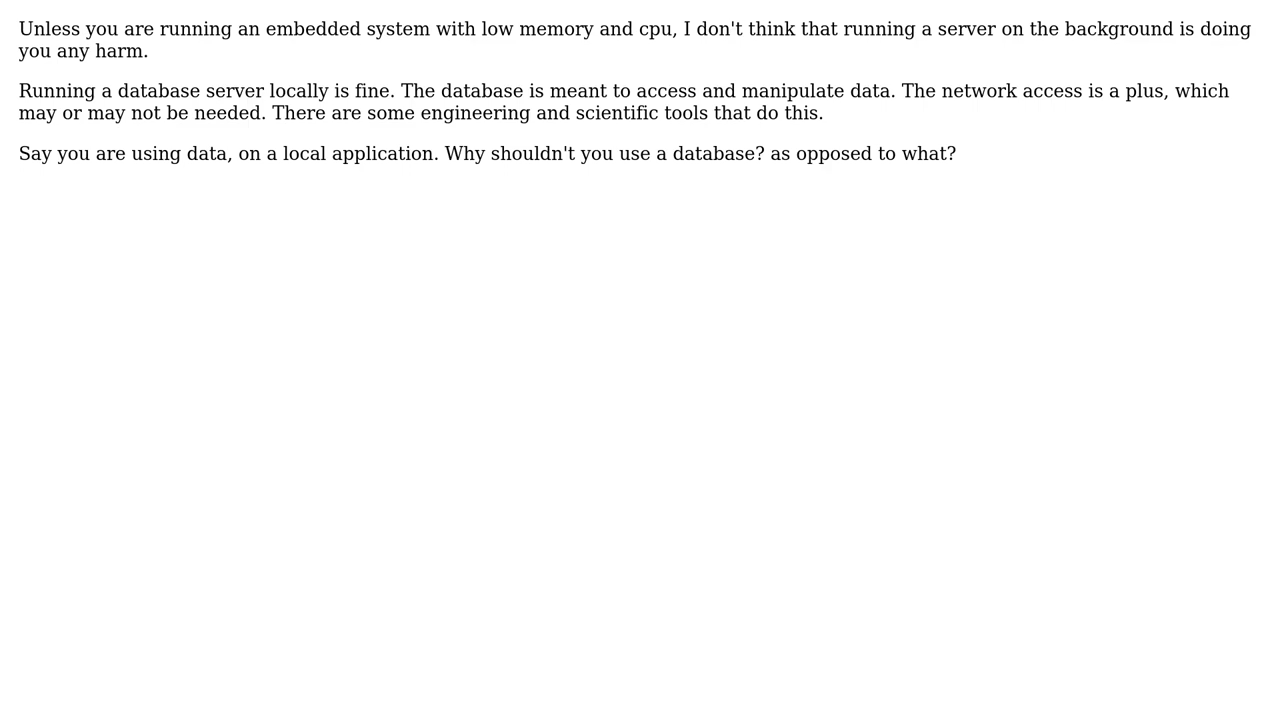 Unless you are running an embedded system with low memory and cpu, I don't think that running a server on the background is doing
you any harm.
Running a database server locally is fine. The database is meant to access and manipulate data. The network access is a plus, which
may or may not be needed. There are some engineering and scientific tools that do this.
Say you are using data, on a local application. Why shouldn't you use a database? as opposed to what?